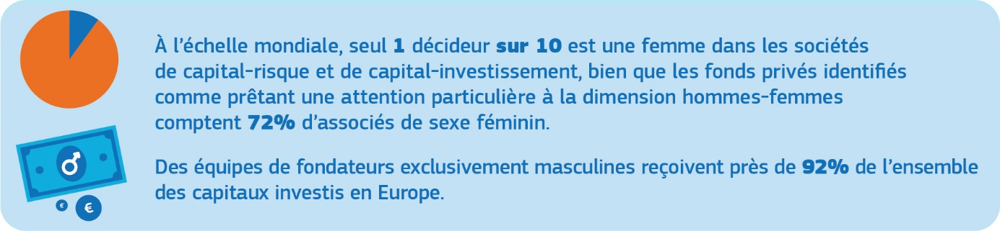 À l’échelle mondiale, seul 1 décideur sur 10 est une femme dans les sociétés
de capital-risque et de capital-investissement, bien que les fonds privés identifiés
comme prêtant une attention particulière à la dimension hommes-femmes
comptent 72% d’associés de sexe féminin.
Des équipes de fondateurs exclusivement masculines reçoivent près de 92% de l’ensemble
des capitaux investis en Europe.
€ €